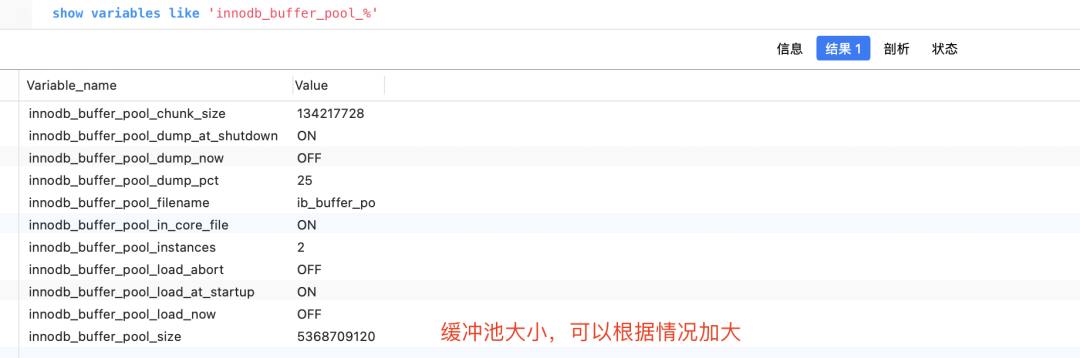 show variables like 'innodb_buffer_pool_%'
信息 结果 1 剖析 状态
Variable_name Value
innodb_buffer_pool_chunk_size 134217728
innodb_buffer_pool_dump_at_shutdown ON
innodb_buffer_pool_dump_now OFF
innodb_buffer_pool_dump_pct 25
innodb_buffer_pool_filename ib_buffer_po
innodb_buffer_pool_in_core_file ON
innodb_buffer_pool_instances 2
innodb_buffer_pool_load_abort OFF
innodb_buffer_pool_load_at_startup ON
innodb_buffer_pool_load_now OFF
innodb_buffer_pool_size 5368709120 缓冲池大小，可以根据情况加大